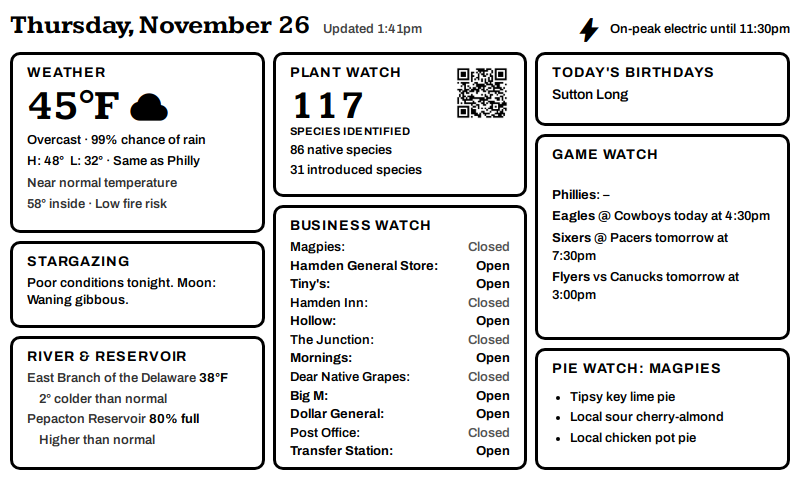 Thursday, November 26 Updated 1:41pm
On-peak electric until 11:30pm
WEATHER
45°F
Overcast · 99% chance of rain
H: 48° L: 32° · Same as Philly
Near normal temperature
58° inside · Low fire risk
STARGAZING
Poor conditions tonight. Moon:
Waning gibbous.
RIVER & RESERVOIR
East Branch of the Delaware 38°F
2° colder than normal
Pepacton Reservoir 80% full
Higher than normal
PLANT WATCH
117
SPECIES IDENTIFIED
86 native species
31 introduced species
BUSINESS WATCH
Magpies: Closed
Hamden General Store: Open
Tiny's: Open
Hamden Inn: Closed
Hollow: Open
The Junction: Closed
Mornings: Open
Dear Native Grapes: Closed
Big M: Open
Dollar General: Open
Post Office: Closed
Transfer Station: Open
TODAY'S BIRTHDAYS
Sutton Long
GAME WATCH
Phillies: –
Eagles @ Cowboys today at 4:30pm
Sixers @ Pacers tomorrow at
7:30pm
Flyers vs Canucks tomorrow at
3:00pm
PIE WATCH: MAGPIES
• Tipsy key lime pie
• Local sour cherry-almond
• Local chicken pot pie